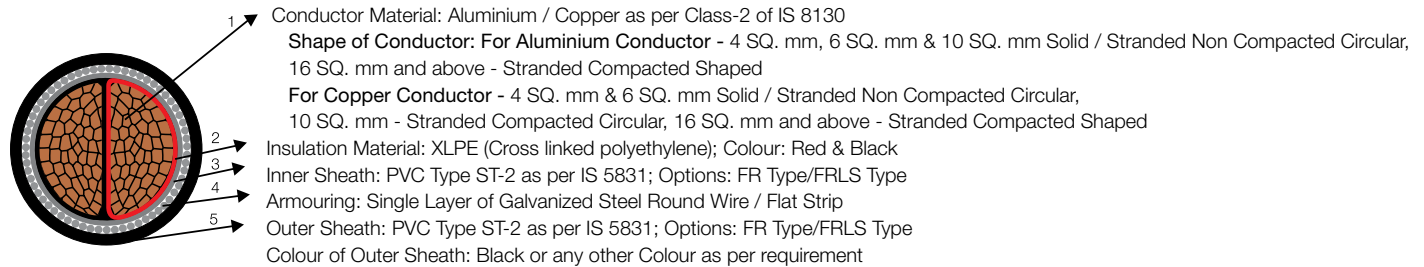 1 Conductor Material: Aluminium / Copper as per Class-2 of IS 8130
Shape of Conductor: For Aluminium Conductor - 4 SQ. mm, 6 SQ. mm & 10 SQ. mm Solid / Stranded Non Compacted Circular,
16 SQ. mm and above - Stranded Compacted Shaped
For Copper Conductor - 4 SQ. mm & 6 SQ. mm Solid / Stranded Non Compacted Circular,
10 SQ. mm - Stranded Compacted Circular, 16 SQ. mm and above - Stranded Compacted Shaped
2 Insulation Material: XLPE (Cross linked polyethylene); Colour: Red & Black
3 Inner Sheath: PVC Type ST-2 as per IS 5831; Options: FR Type/FRLS Type
4 Armouring: Single Layer of Galvanized Steel Round Wire / Flat Strip
5 Outer Sheath: PVC Type ST-2 as per IS 5831; Options: FR Type/FRLS Type
Colour of Outer Sheath: Black or any other Colour as per requirement